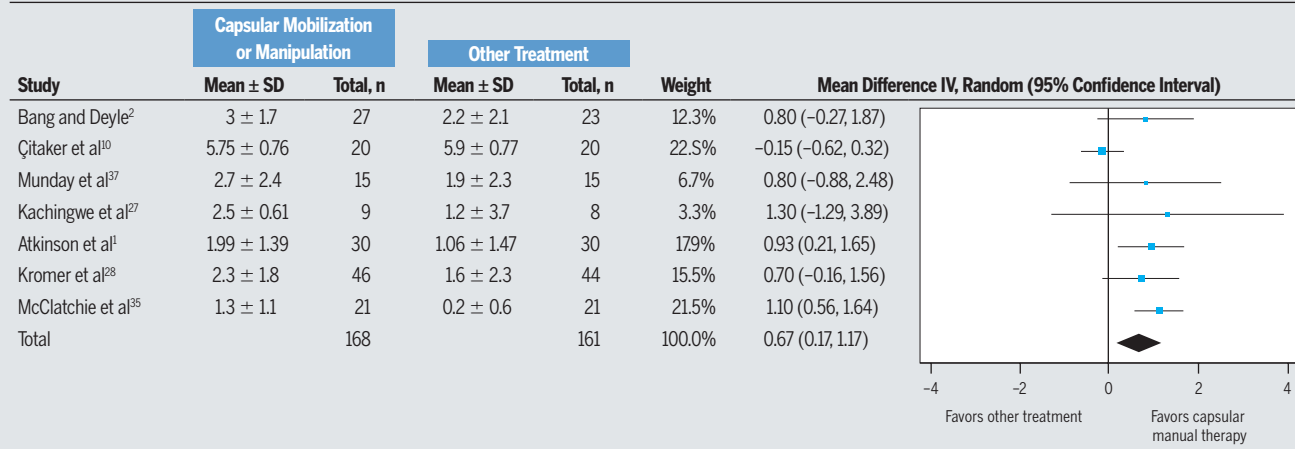 Capsular Mobilization
or Manipulation
Other Treatment
Study Mean ± SD Total, n Mean ± SD Total, n Weight Mean Difference IV, Random (95% Confidence Interval)
Bang and Deyle² 3 ± 1.7 27 2.2 ± 2.1 23 12.3% 0.80 (–0.27, 1.87)
Çitaker et al¹⁰ 5.75 ± 0.76 20 5.9 ± 0.77 20 22.S% –0.15 (–0.62, 0.32)
Munday et al³⁷ 2.7 ± 2.4 15 1.9 ± 2.3 15 6.7% 0.80 (–0.88, 2.48)
Kachingwe et al²⁷ 2.5 ± 0.61 9 1.2 ± 3.7 8 3.3% 1.30 (–1.29, 3.89)
Atkinson et al¹ 1.99 ± 1.39 30 1.06 ± 1.47 30 17.9% 0.93 (0.21, 1.65)
Kromer et al²⁸ 2.3 ± 1.8 46 1.6 ± 2.3 44 15.5% 0.70 (–0.16, 1.56)
McClatchie et al³⁵ 1.3 ± 1.1 21 0.2 ± 0.6 21 21.5% 1.10 (0.56, 1.64)
Total 168 161 100.0% 0.67 (0.17, 1.17)
–4 –2 0 2 4
Favors other treatment Favors capsular
manual therapy